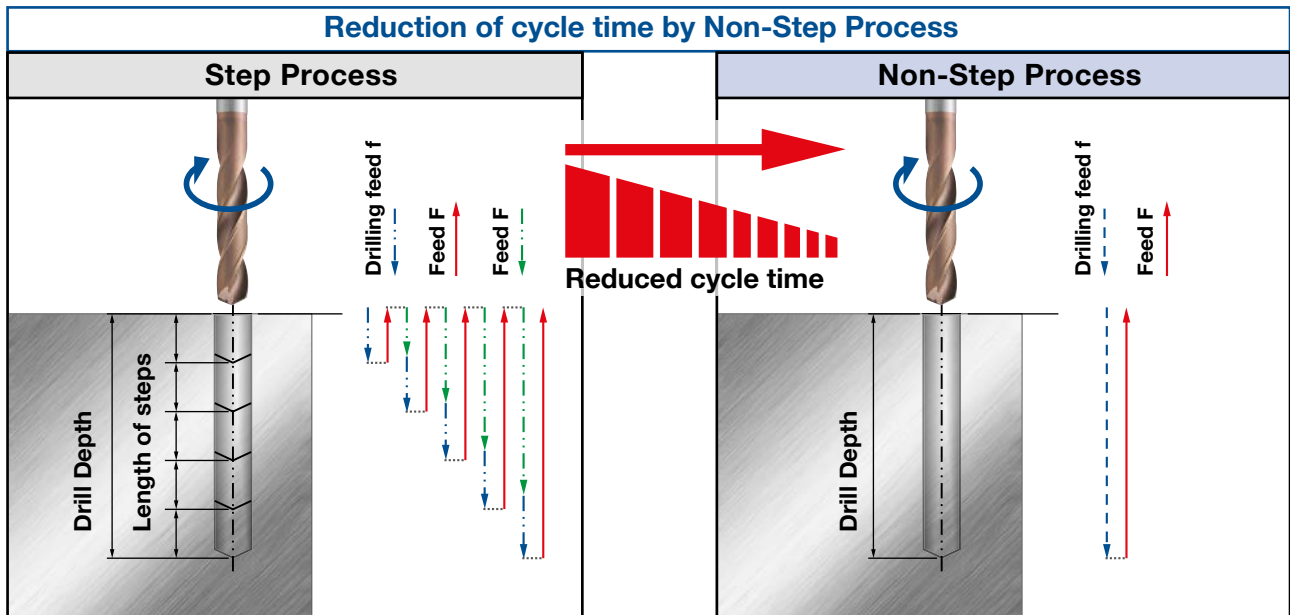 Reduction of cycle time by Non-Step Process
Step Process
Non-Step Process
Drilling feed f
Feed F
Feed F
Reduced cycle time
Drilling feed f
Feed F
Drill Depth
Length of steps
Drill Depth